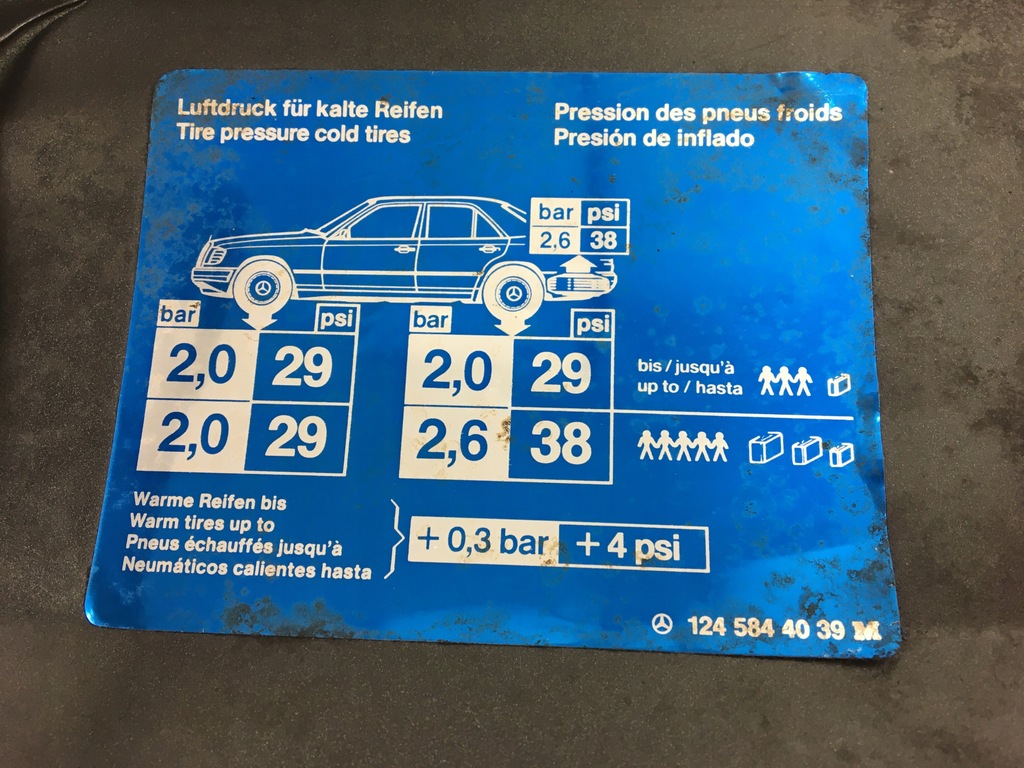 Luftdruck für kalte Reifen
Tire pressure cold tires
Pression des pneus froids
Presión de inflado
bar psi
2,6 38
bar psi
2,0 29
2,0 29
bar psi
2,0 29
2,6 38
bis / jusqu'à
up to / hasta
Warme Reifen bis
Warm tires up to
Pneus échauffés jusqu'à
Neumáticos calientes hasta
+ 0,3 bar + 4 psi
124 584 40 39